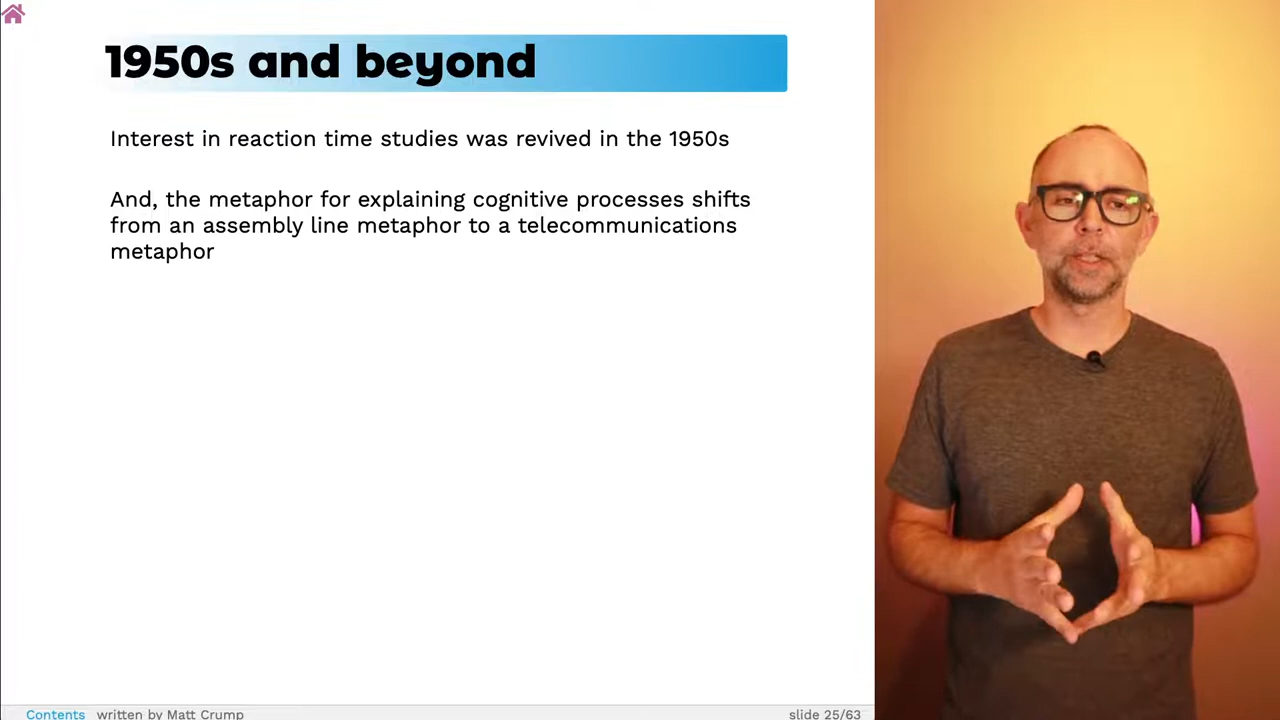 1950s and beyond
Interest in reaction time studies was revived in the 1950s
And, the metaphor for explaining cognitive processes shifts
from an assembly line metaphor to a telecommunications
metaphor
Contents written by Matt Crump
slide 25/63